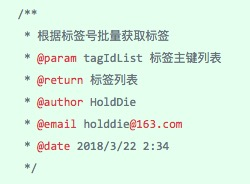 /**
* 根据标签号批量获取标签
* @param tagIdList 标签主键列表
* @return 标签列表
* @author HoldDie
* @email holddie@163.com
* @date 2018/3/22 2:34
*/